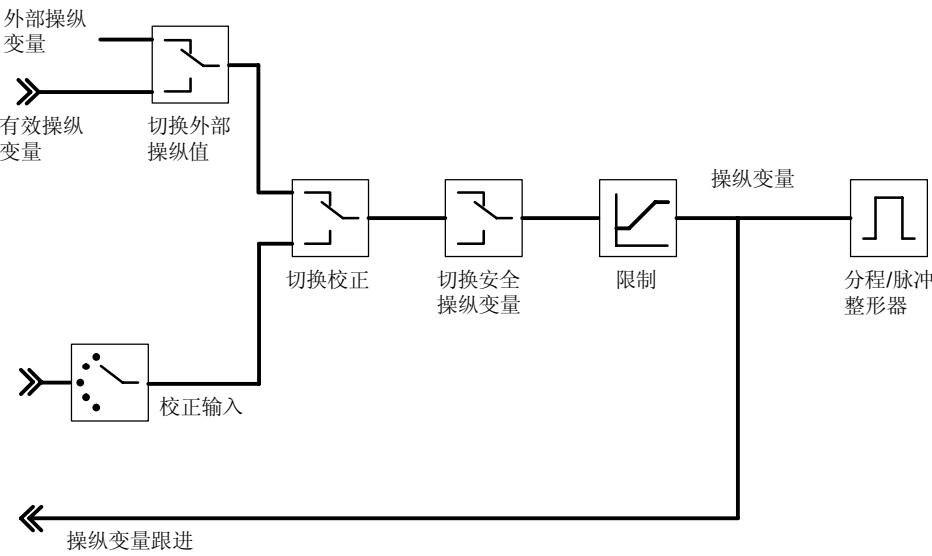 外部操纵
变量
有效操纵
变量
切换外部
操纵值
操纵变量
切换校正
切换安全
操纵变量
限制
分程/脉冲
整形器
校正输入
操纵变量跟进